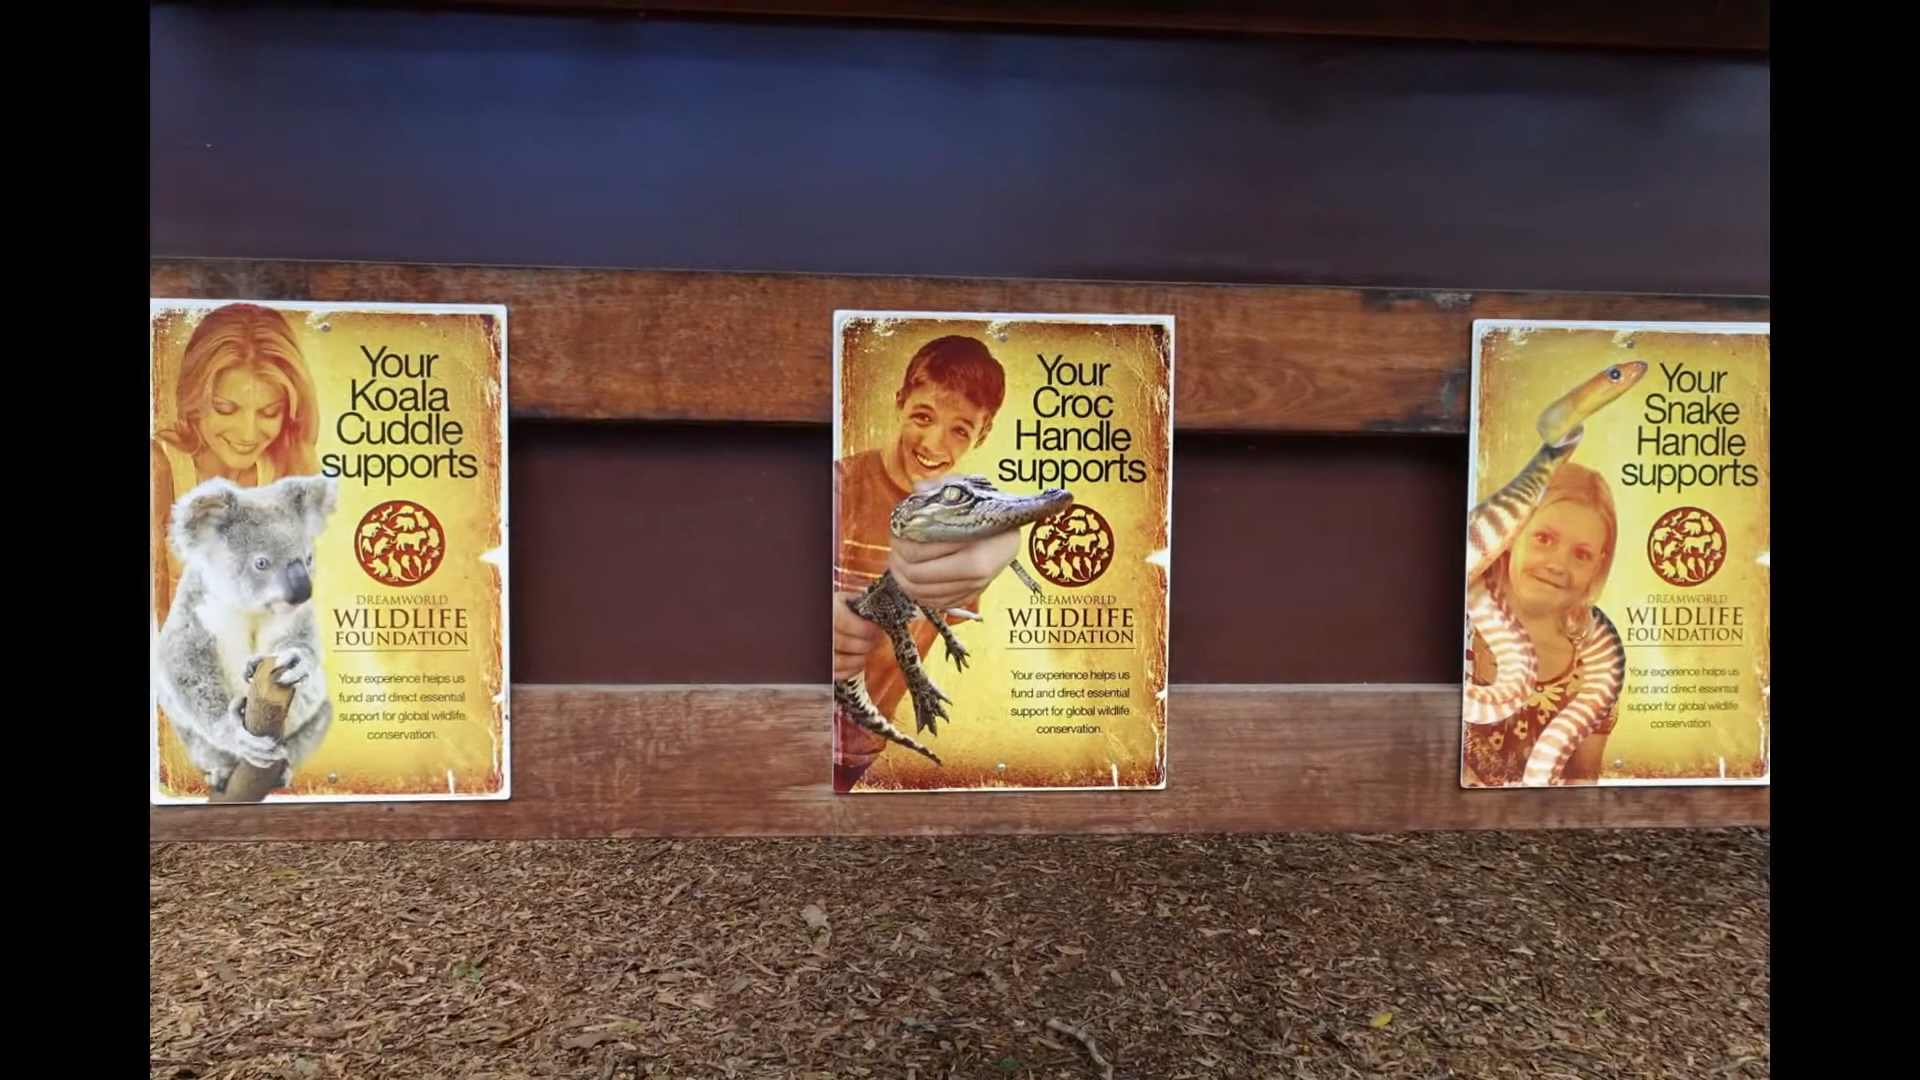 Your
Koala
Cuddle
supports
DREAMWORLD
WILDLIFE
FOUNDATION
Your experience helps us
fund and direct essential
support for global wildlife
conservation.
Your
Croc
Handle
supports
DREAMWORLD
WILDLIFE
FOUNDATION
Your experience helps us
fund and direct essential
support for global wildlife
conservation.
Your
Snake
Handle
supports
DREAMWORLD
WILDLIFE
FOUNDATION
Your experience helps us
fund and direct essential
support for global wildlife
conservation.